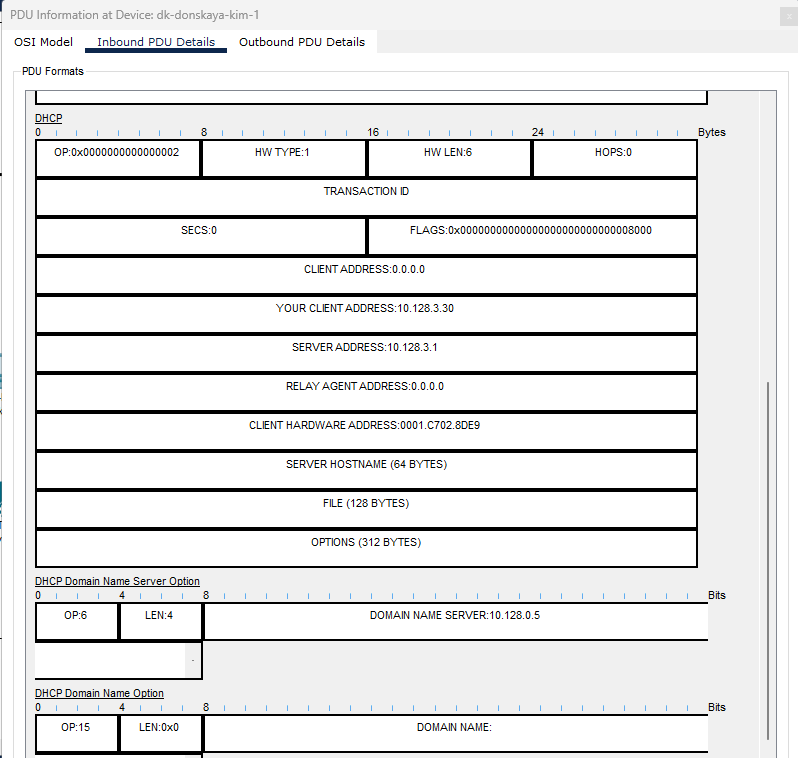 PDU Information at Device: dk-donskaya-kim-1
x
OSI Model Inbound PDU Details Outbound PDU Details
PDU Formats
DHCP
0 8 16 24 Bytes
OP:0x0000000000000002 HW TYPE:1 HW LEN:6 HOPS:0
TRANSACTION ID
SECS:0 FLAGS:0x00000000000000000000000000008000
CLIENT ADDRESS:0.0.0.0
YOUR CLIENT ADDRESS:10.128.3.30
SERVER ADDRESS:10.128.3.1
RELAY AGENT ADDRESS:0.0.0.0
CLIENT HARDWARE ADDRESS:0001.C702.8DE9
SERVER HOSTNAME (64 BYTES)
FILE (128 BYTES)
OPTIONS (312 BYTES)
DHCP Domain Name Server Option
0 4 8 Bits
OP:6 LEN:4 DOMAIN NAME SERVER:10.128.0.5
DHCP Domain Name Option
0 4 8 Bits
OP:15 LEN:0x0 DOMAIN NAME: